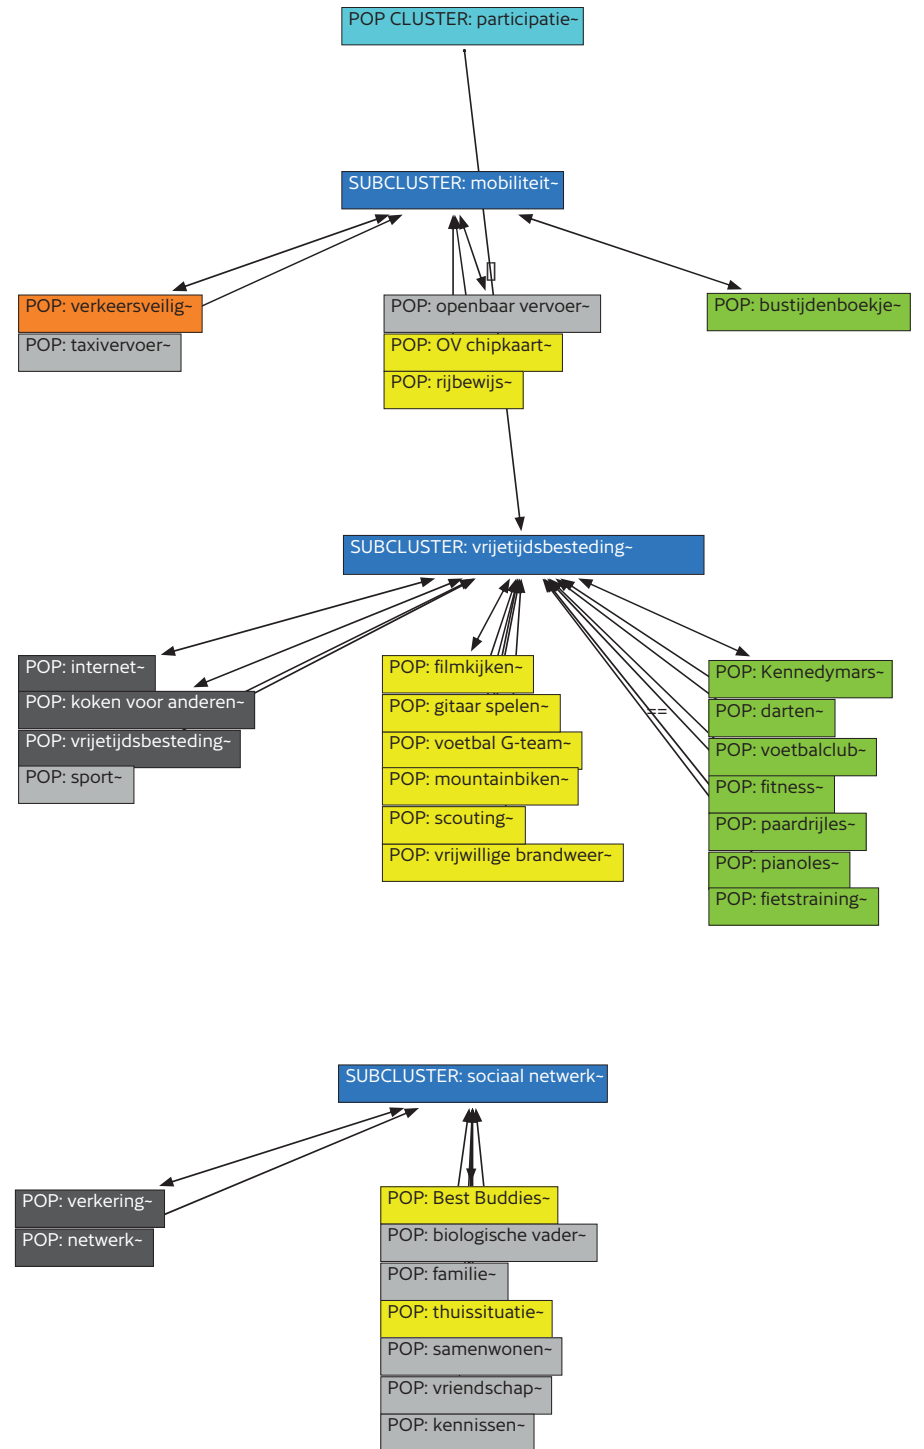 POP CLUSTER: participatie~
SUBCLUSTER: mobiliteit~
POP: verkeersveilig~
POP: taxivervoer~
POP: openbaar vervoer~
POP: OV chipkaart~
POP: rijbewijs~
POP: bustijdenboekje~
SUBCLUSTER: vrijetijdsbesteding~
POP: internet~
POP: koken voor anderen~
POP: vrijetijdsbesteding~
POP: sport~
POP: filmkijken~
POP: gitaar spelen~
POP: voetbal G-team~
POP: mountainbiken~
POP: scouting~
POP: vrijwillige brandweer~
==
POP: Kennedymars~
POP: darten~
POP: voetbalclub~
POP: fitness~
POP: paardrijles~
POP: pianoles~
POP: fietstraining~
SUBCLUSTER: sociaal netwerk~
POP: verkering~
POP: netwerk~
POP: Best Buddies~
POP: biologische vader~
POP: familie~
POP: thuissituatie~
POP: samenwonen~
POP: vriendschap~
POP: kennissen~